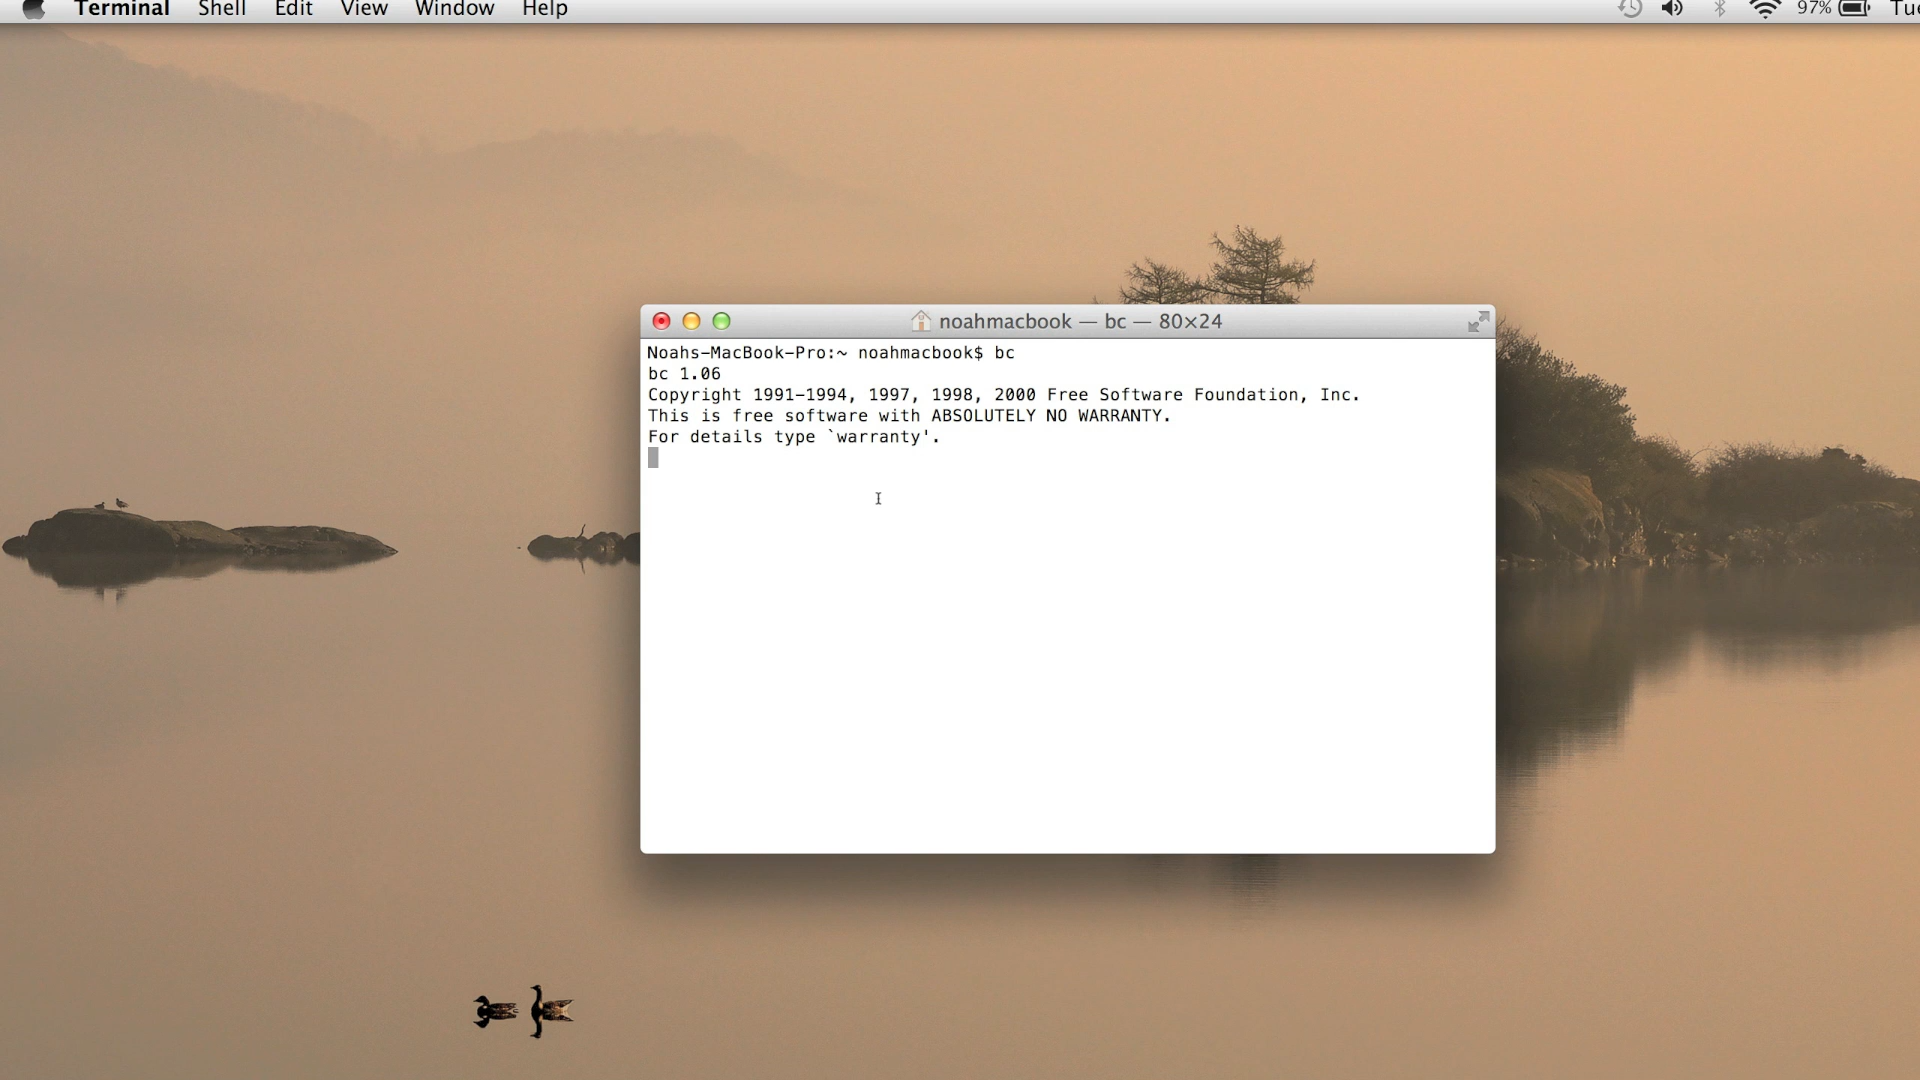 Terminal Shell Edit View Window Help 97% Tue
noahmacbook — bc — 80×24
Noahs-MacBook-Pro:~ noahmacbook$ bc
bc 1.06
Copyright 1991-1994, 1997, 1998, 2000 Free Software Foundation, Inc.
This is free software with ABSOLUTELY NO WARRANTY.
For details type `warranty'.